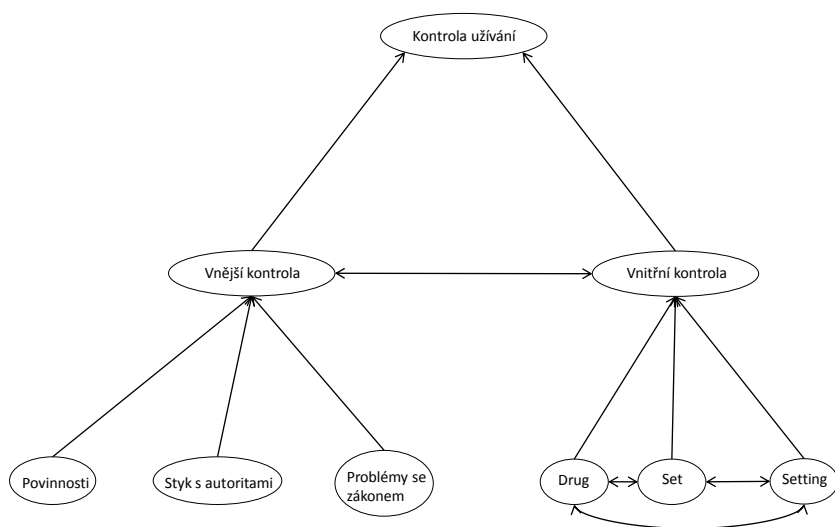 Kontrola užívání
Vnější kontrola
Vnitřní kontrola
Povinnosti
Styk s autoritami
Problémy se
zákonem
Drug
Set
Setting